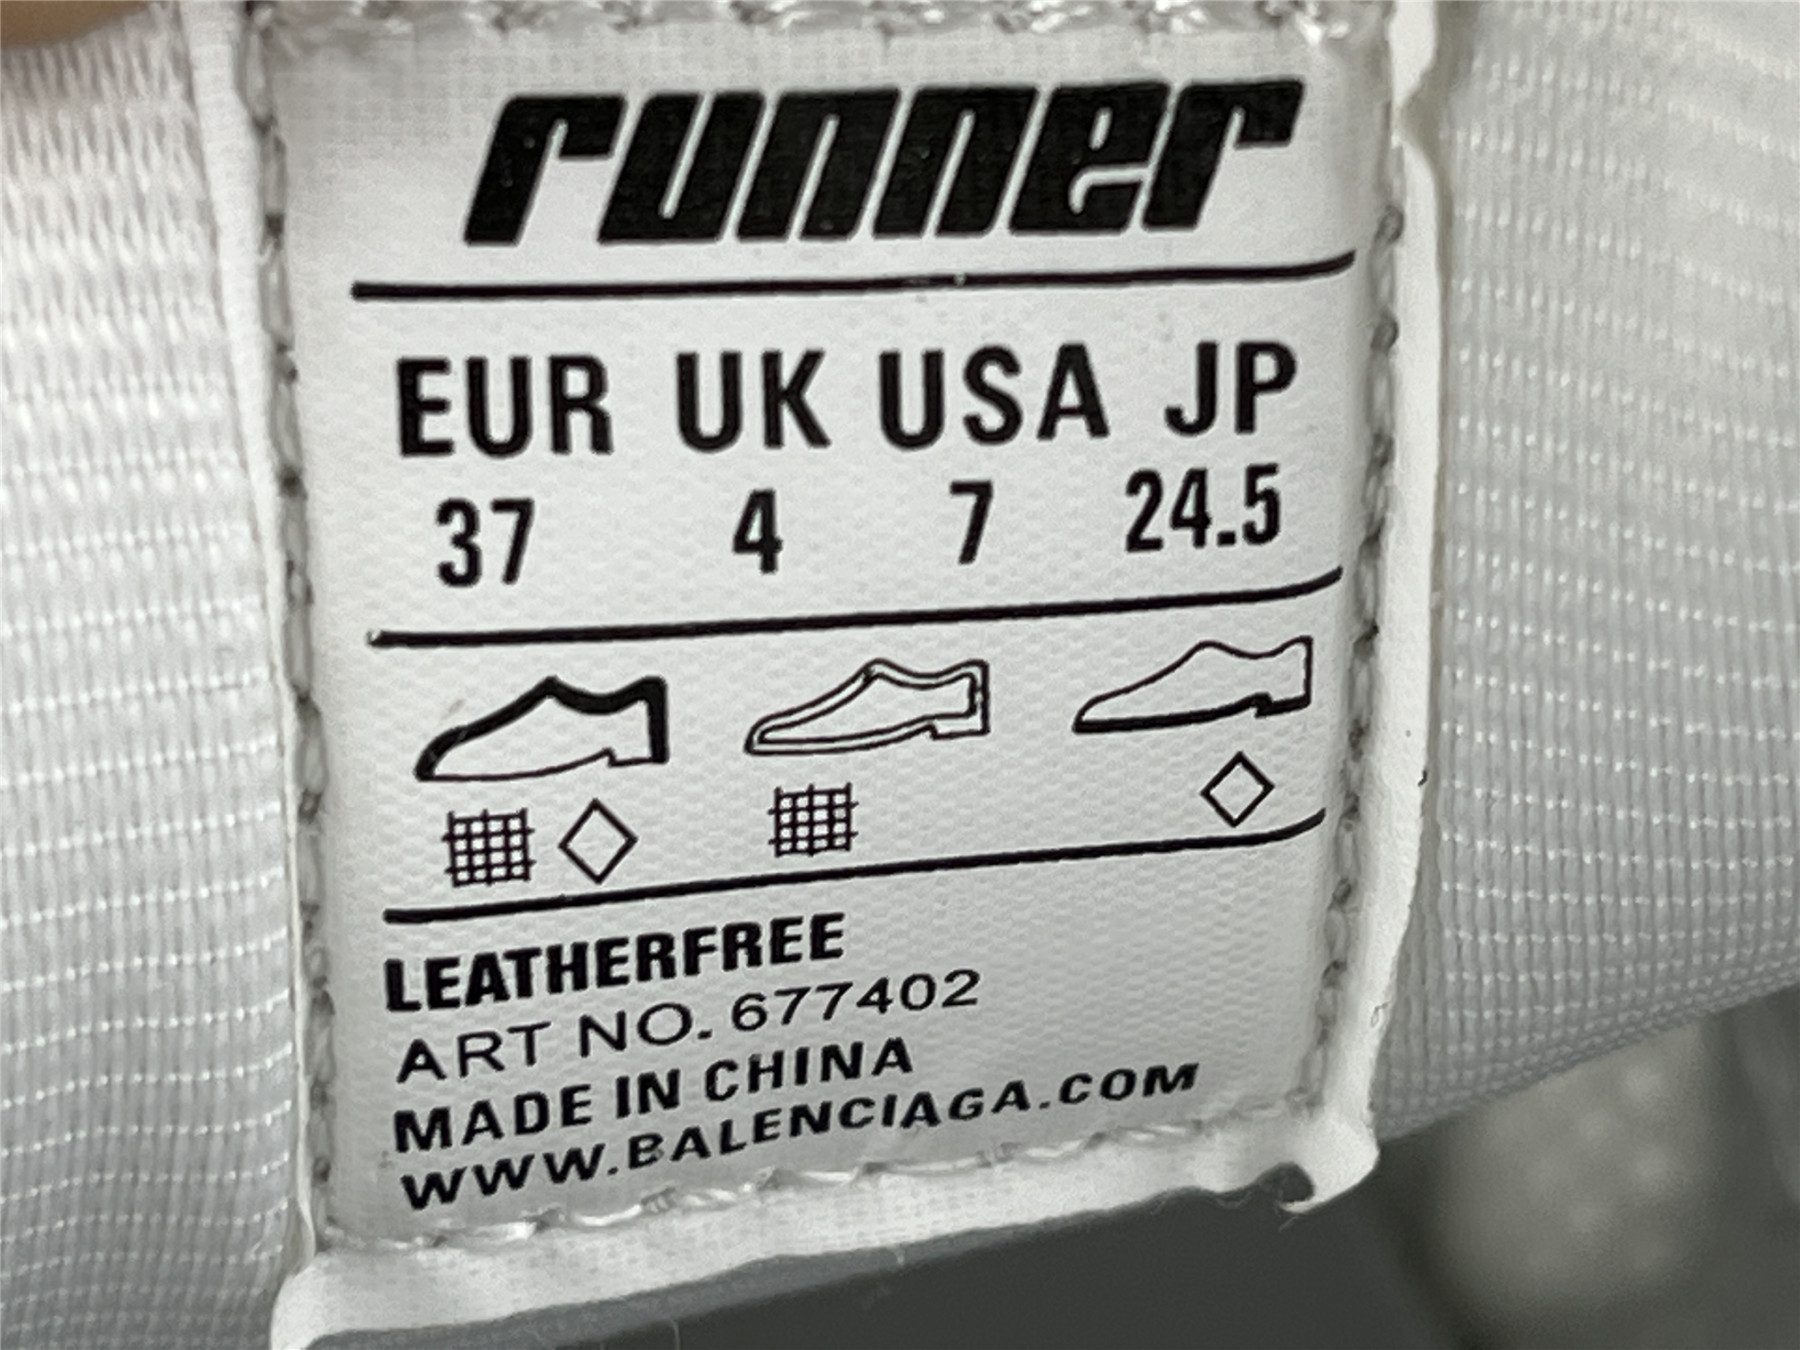 runner
EUR UK USA JP
37 4 7 24.5
LEATHERFREE
ART NO. 677402
MADE IN CHINA
WWW.BALENCIAGA.COM